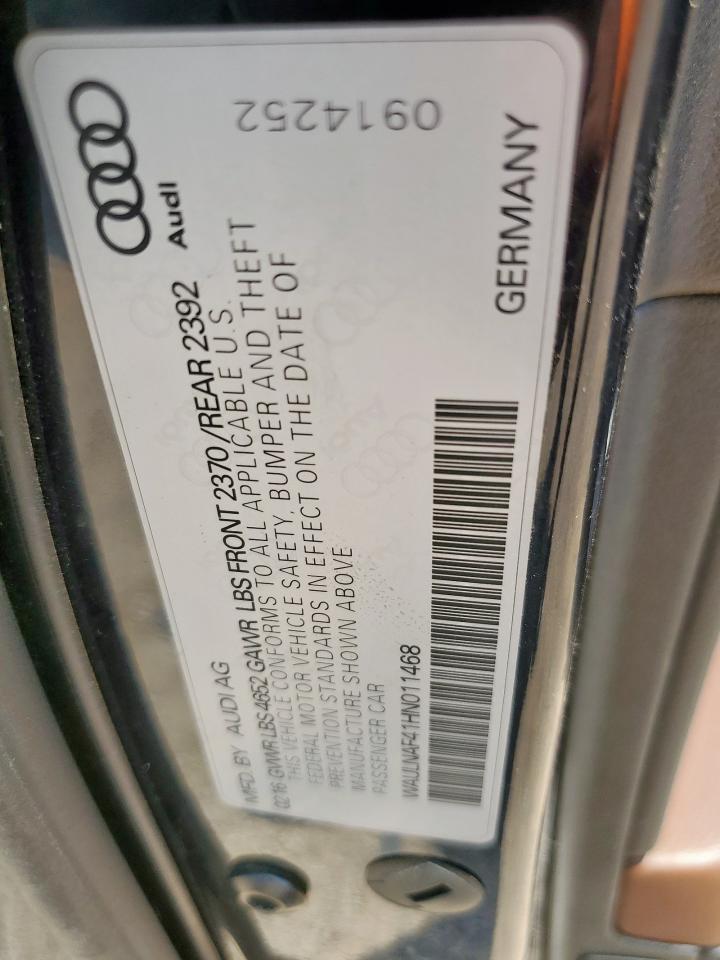 Audi
0914252
MFD. BY AUDI AG
02/16 GVWR LBS 4652 GAWR LBS FRONT 2370/REAR 2392
THIS VEHICLE CONFORMS TO ALL APPLICABLE U.S.
FEDERAL MOTOR VEHICLE SAFETY, BUMPER AND THEFT
PREVENTION STANDARDS IN EFFECT ON THE DATE OF
MANUFACTURE SHOWN ABOVE
PASSENGER CAR
WAULNAF41HN011468
GERMANY